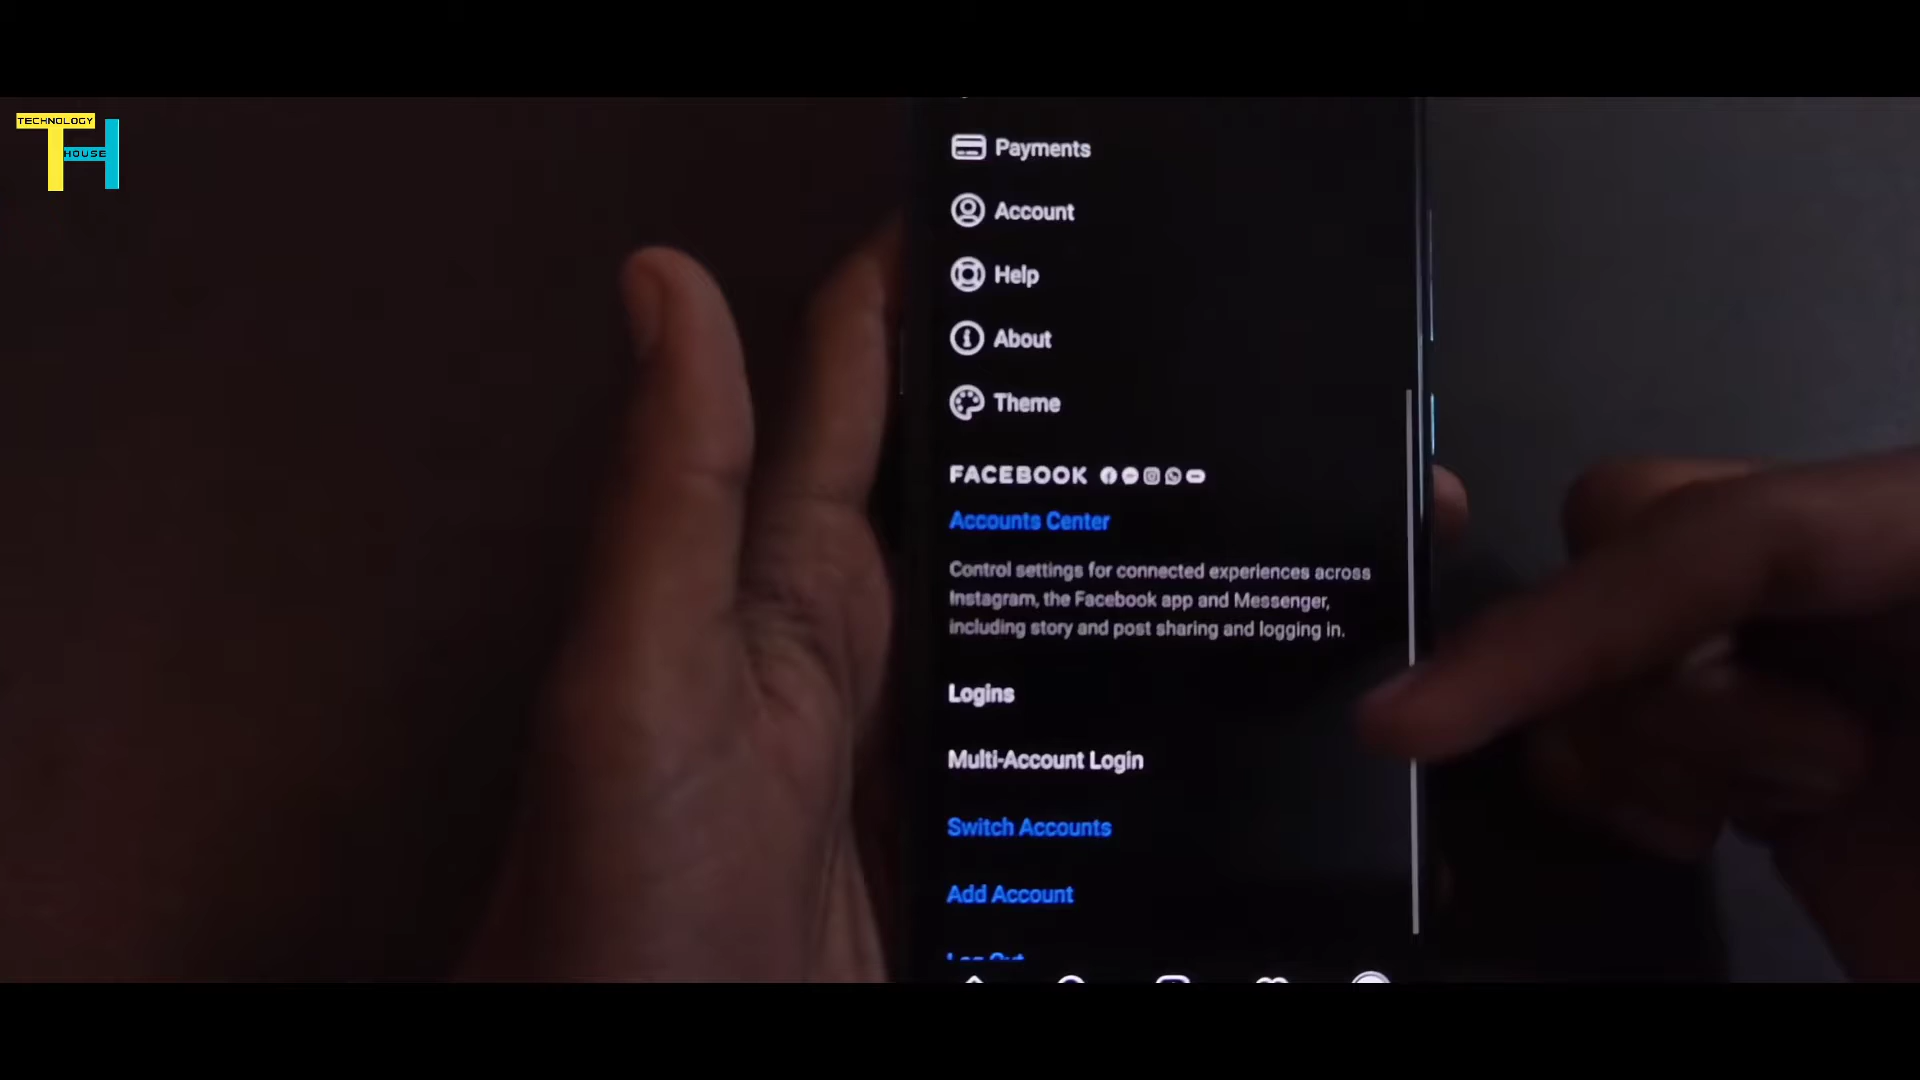 TECHNOLOGY
HOUSE
Payments
Account
Help
About
Theme
FACEBOOK
Accounts Center
Control settings for connected experiences across
Instagram, the Facebook app and Messenger,
including story and post sharing and logging in.
Logins
Multi-Account Login
Switch Accounts
Add Account
Log Out